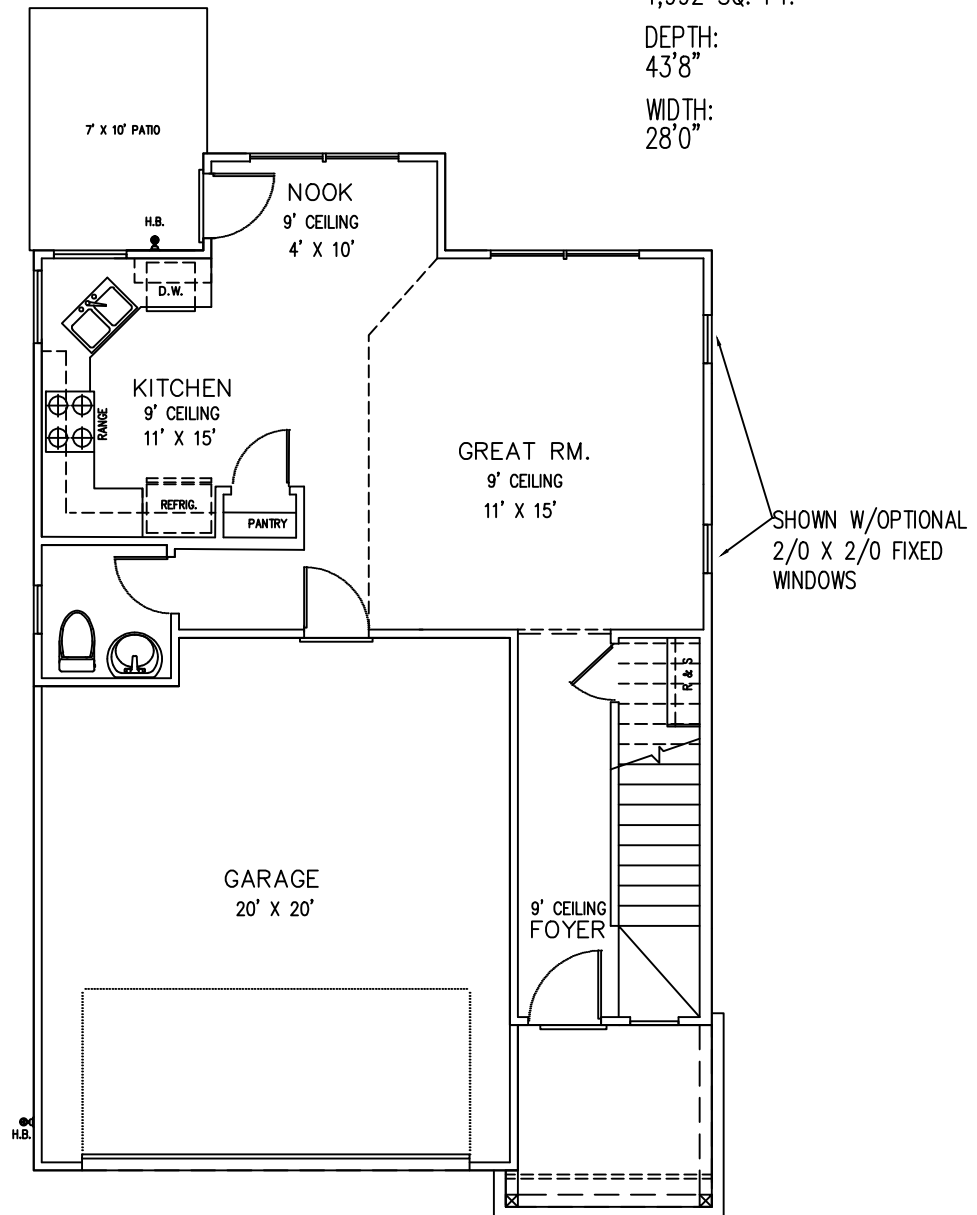 DEPTH:
43'8"
WIDTH:
28'0"
7' X 10' PATIO
H.B.
NOOK
9' CEILING
4' X 10'
D.W.
KITCHEN
9' CEILING
11' X 15'
RANGE
REFRIG.
PANTRY
GREAT RM.
9' CEILING
11' X 15'
SHOWN W/OPTIONAL
2/0 X 2/0 FIXED
WINDOWS
R & S
GARAGE
20' X 20'
9' CEILING
FOYER
H.B.